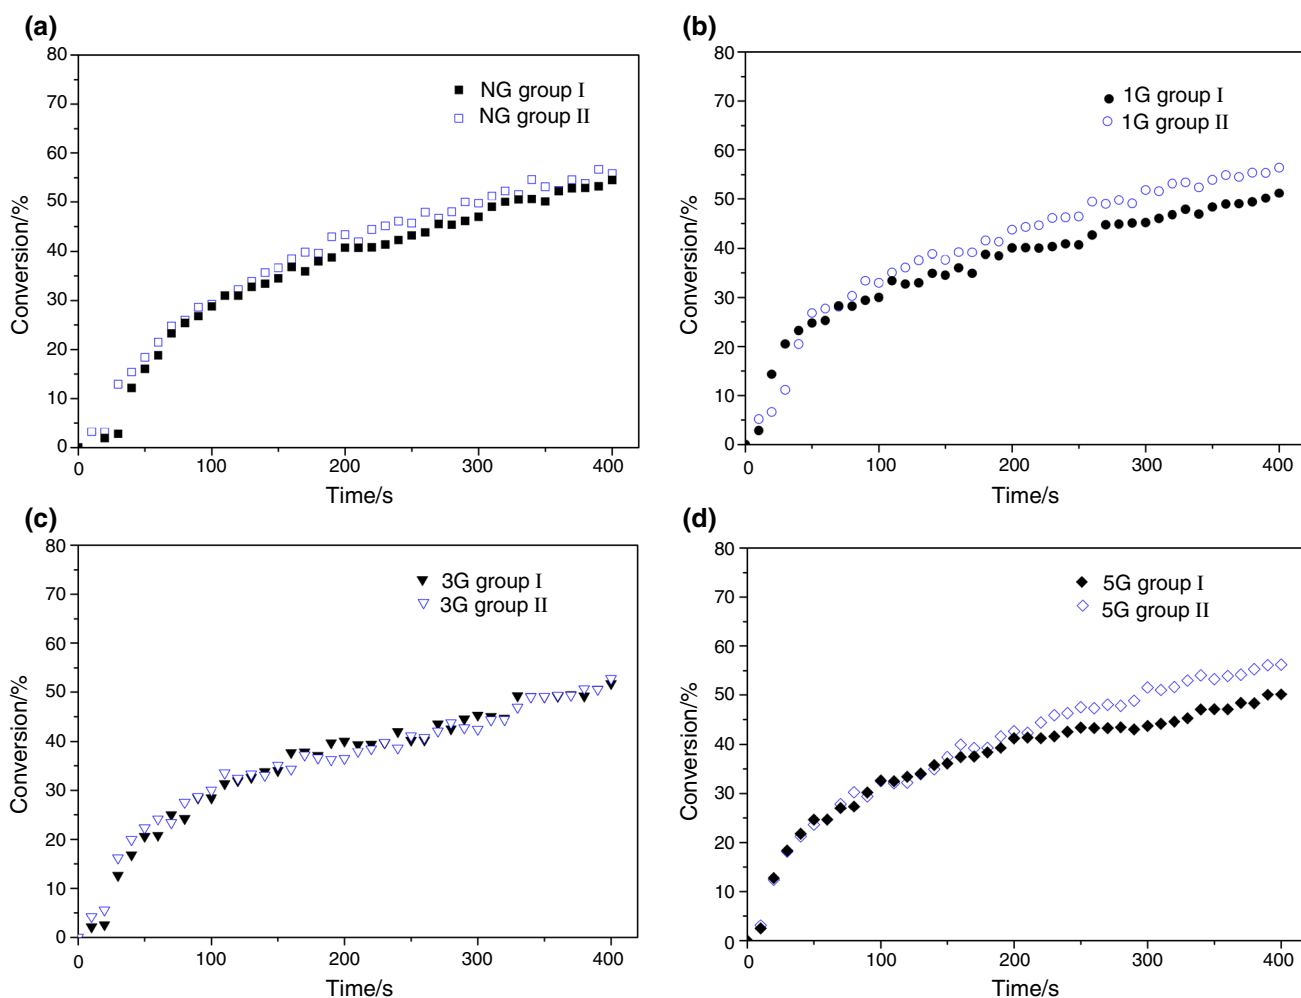 (a)
80
70
60
50
40
30
20
10
0
Conversion/%
NG group I
NG group II
0 100 200 300 400
Time/s
(b)
80
70
60
50
40
30
20
10
0
Conversion/%
1G group I
1G group II
0 100 200 300 400
Time/s
(c)
80
70
60
50
40
30
20
10
0
Conversion/%
3G group I
3G group II
0 100 200 300 400
Time/s
(d)
80
70
60
50
40
30
20
10
0
Conversion/%
5G group I
5G group II
0 100 200 300 400
Time/s